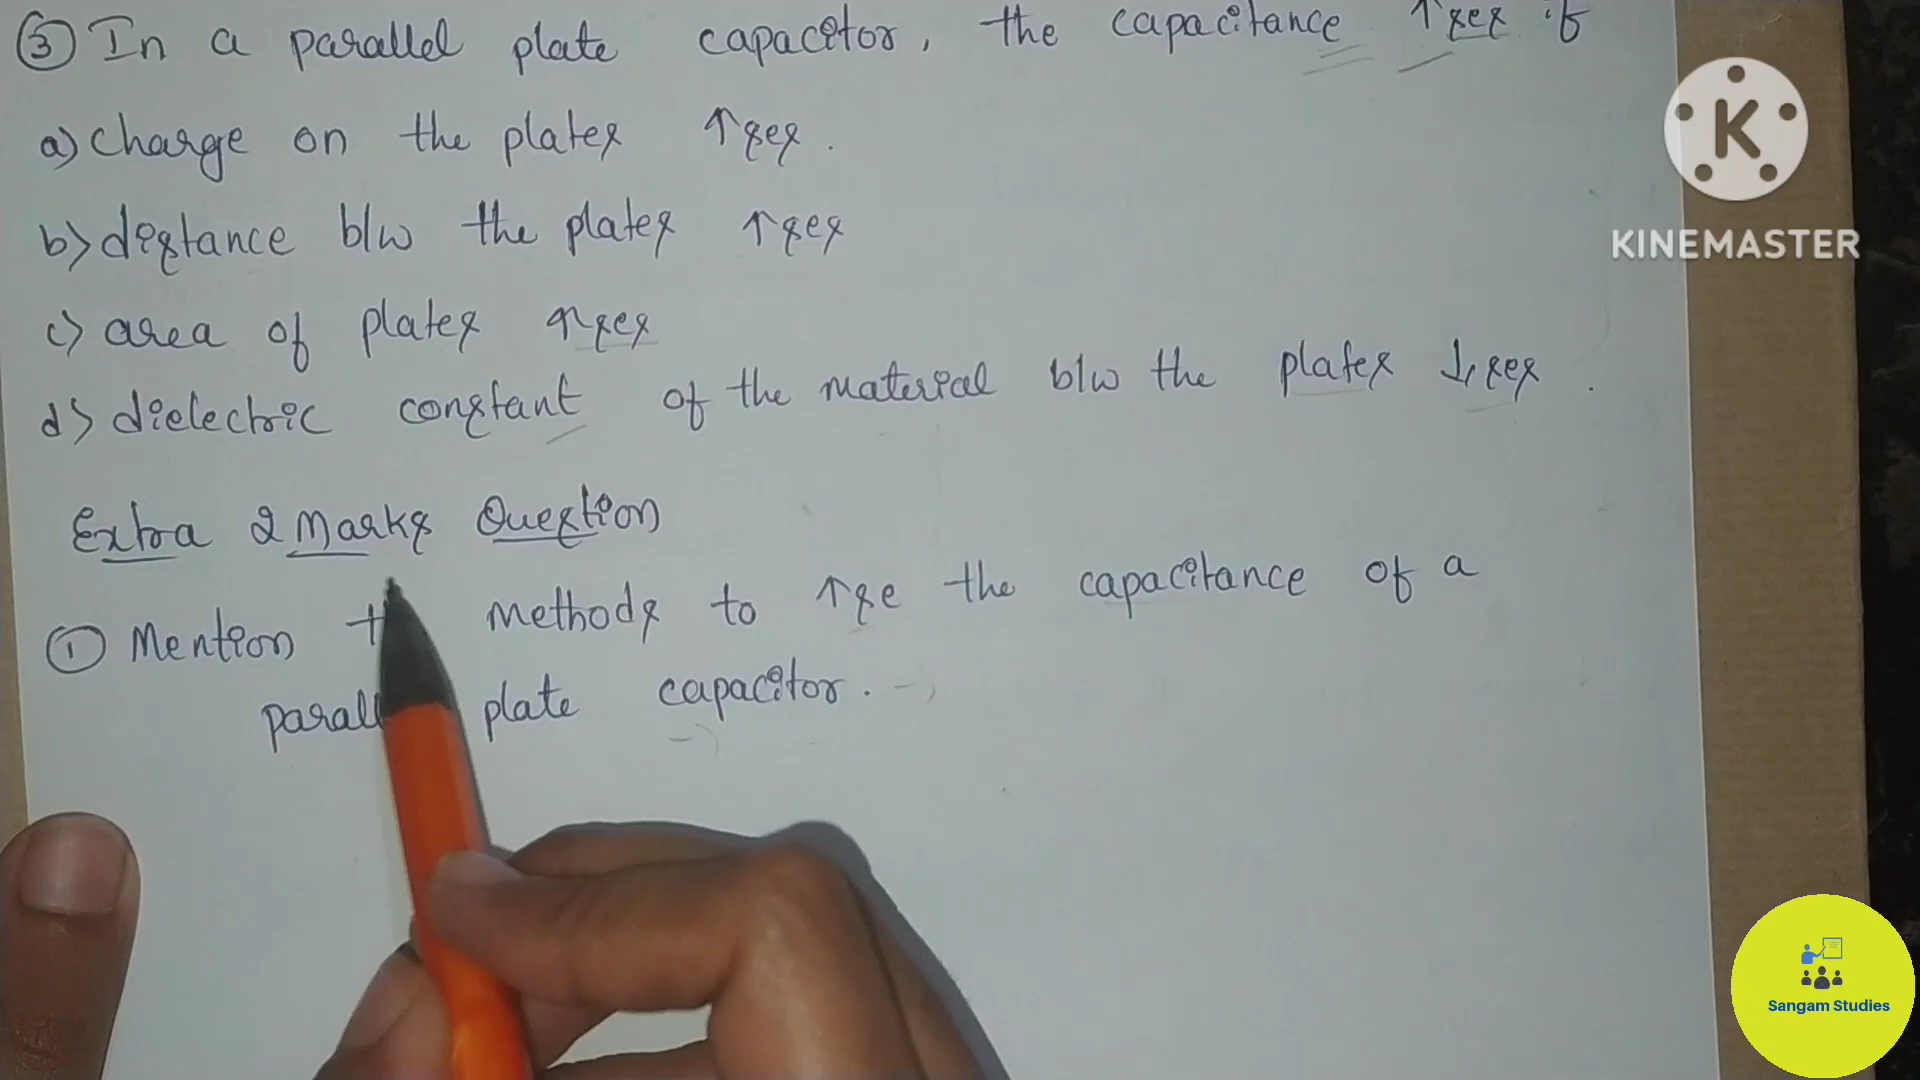 ③ In a parallel plate capacitor, the capacitance ↑ses if
a) Charge on the plates ↑ses.
b) distance b/w the plates ↑ses
c) area of plates ↑ses
d) dielectric constant of the material b/w the plates ↓ses.
Extra 2 Marks Question
① Mention methods to ↑se the capacitance of a
plate capacitor.
K
KINEMASTER
Sangam Studies